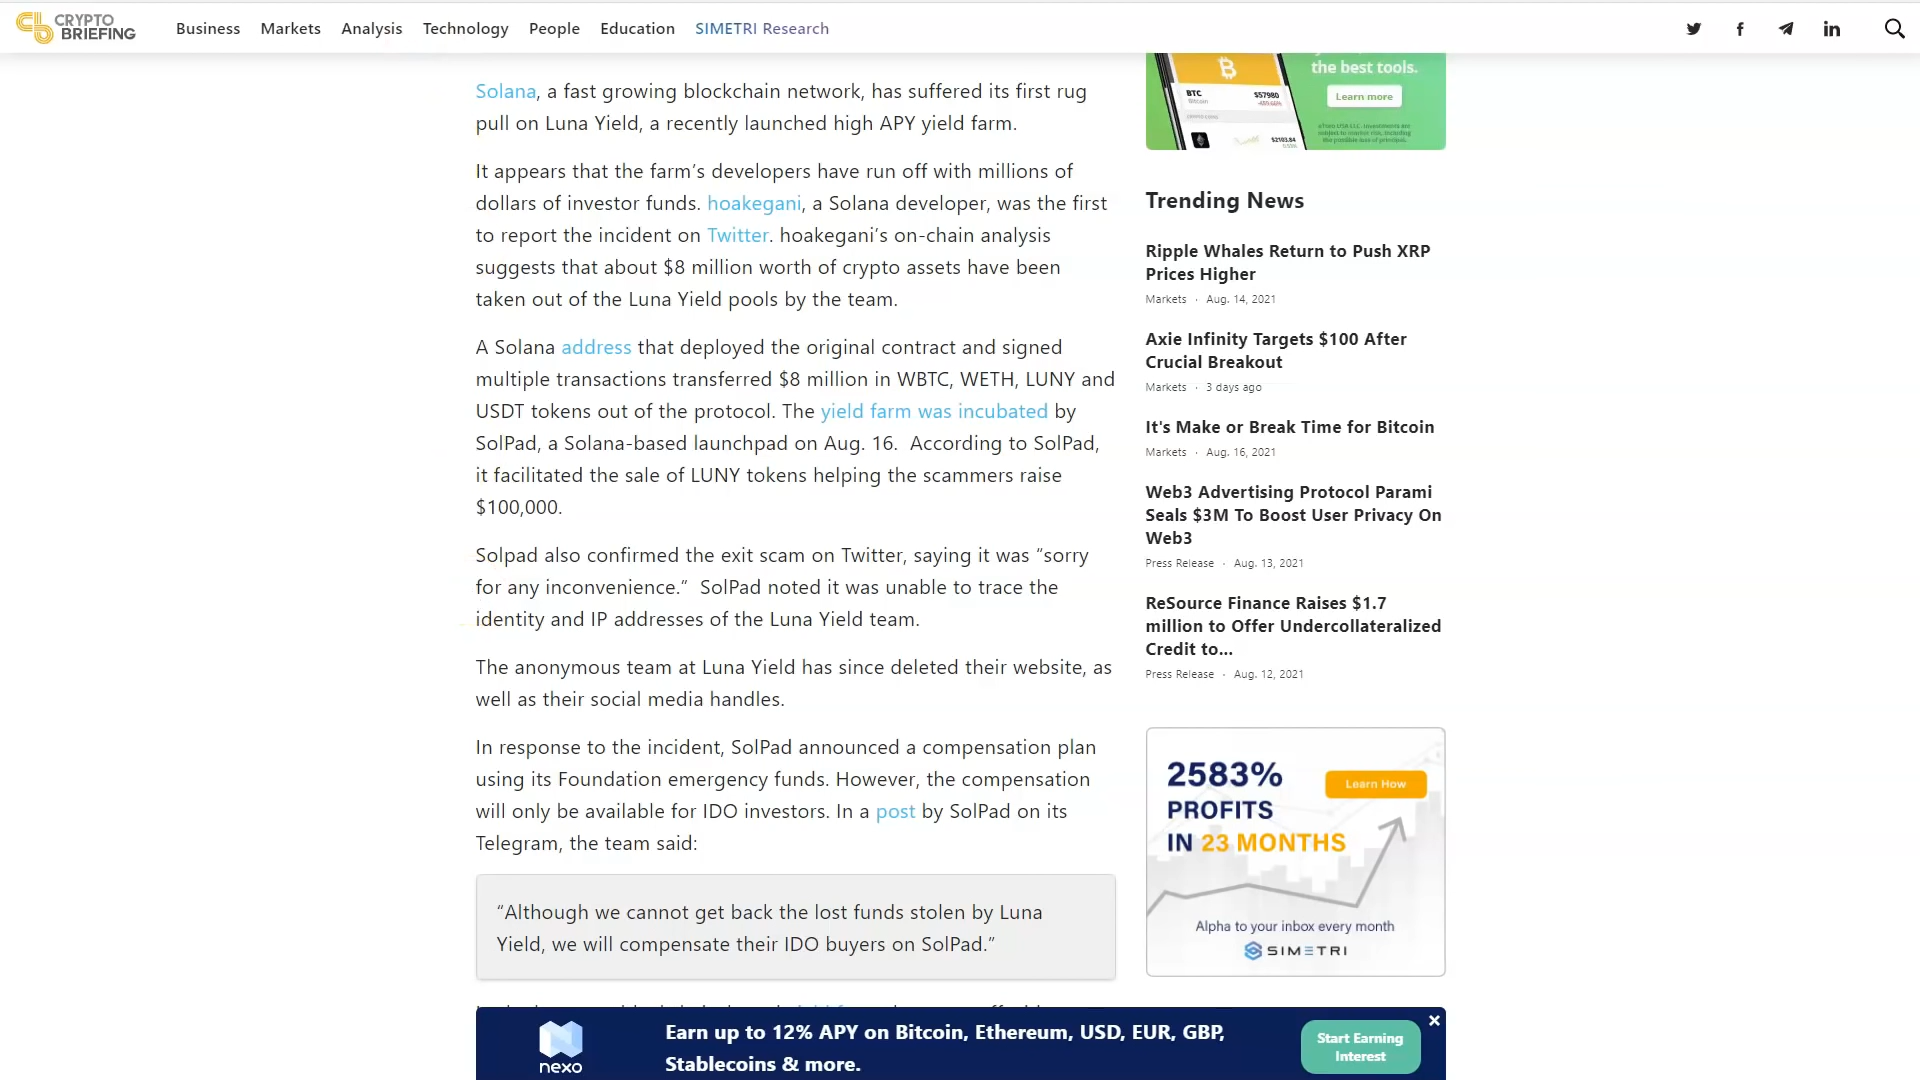 CRYPTO
BRIEFING
Business Markets Analysis Technology People Education SIMETRI Research
Solana, a fast growing blockchain network, has suffered its first rug
pull on Luna Yield, a recently launched high APY yield farm.
It appears that the farm’s developers have run off with millions of
dollars of investor funds. hoakegani, a Solana developer, was the first
to report the incident on Twitter. hoakegani’s on-chain analysis
suggests that about $8 million worth of crypto assets have been
taken out of the Luna Yield pools by the team.
A Solana address that deployed the original contract and signed
multiple transactions transferred $8 million in WBTC, WETH, LUNY and
USDT tokens out of the protocol. The yield farm was incubated by
SolPad, a Solana-based launchpad on Aug. 16.  According to SolPad,
it facilitated the sale of LUNY tokens helping the scammers raise
$100,000.
Solpad also confirmed the exit scam on Twitter, saying it was “sorry
for any inconvenience.”  SolPad noted it was unable to trace the
identity and IP addresses of the Luna Yield team.
The anonymous team at Luna Yield has since deleted their website, as
well as their social media handles.
In response to the incident, SolPad announced a compensation plan
using its Foundation emergency funds. However, the compensation
will only be available for IDO investors. In a post by SolPad on its
Telegram, the team said:
“Although we cannot get back the lost funds stolen by Luna
Yield, we will compensate their IDO buyers on SolPad.”
the best tools.
Learn more
BTC $57980
Bitcoin
$2103.84
Trending News
Ripple Whales Return to Push XRP
Prices Higher
Markets · Aug. 14, 2021
Axie Infinity Targets $100 After
Crucial Breakout
Markets · 3 days ago
It's Make or Break Time for Bitcoin
Markets · Aug. 16, 2021
Web3 Advertising Protocol Parami
Seals $3M To Boost User Privacy On
Web3
Press Release · Aug. 13, 2021
ReSource Finance Raises $1.7
million to Offer Undercollateralized
Credit to...
Press Release · Aug. 12, 2021
2583%
PROFITS
IN 23 MONTHS
Learn How
Alpha to your inbox every month
SIMETRI
nexo
Earn up to 12% APY on Bitcoin, Ethereum, USD, EUR, GBP,
Stablecoins & more.
Start Earning
Interest